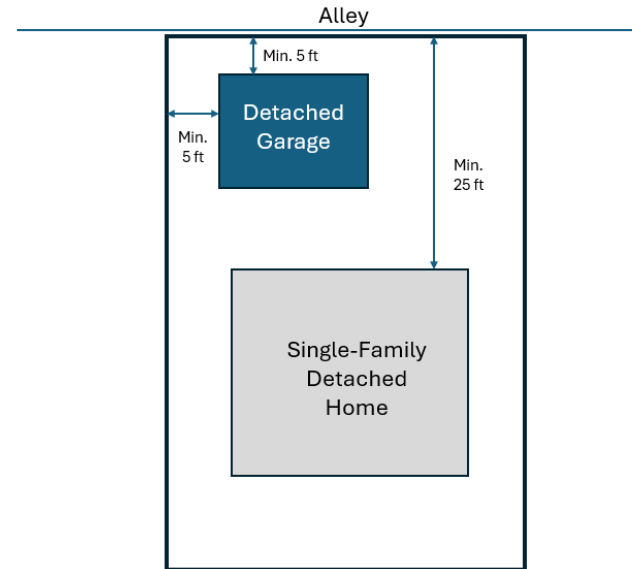 Alley
Min. 5 ft
Detached
Garage
Min.
5 ft
Min.
25 ft
Single-Family
Detached
Home